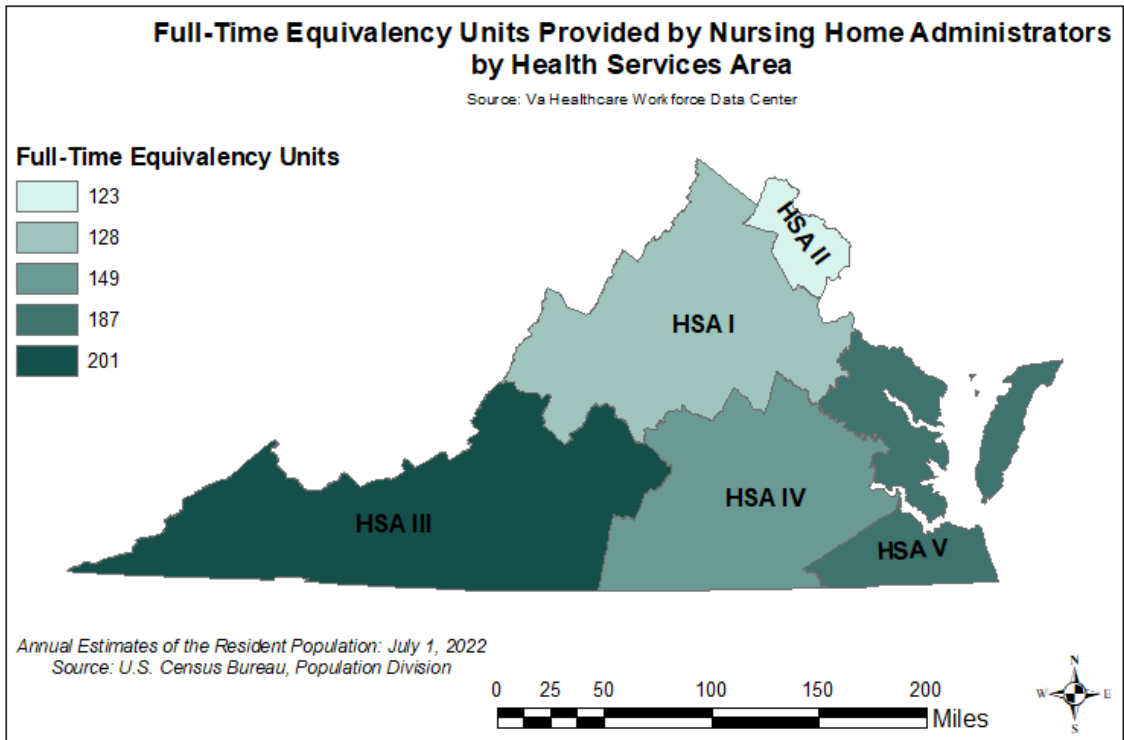 Full-Time Equivalency Units Provided by Nursing Home Administrators
by Health Services Area
Source: Va Healthcare Workforce Data Center
Full-Time Equivalency Units
123
128
149
187
201
HSA II
HSA I
HSA III
HSA IV
HSA V
Annual Estimates of the Resident Population: July 1, 2022
Source: U.S. Census Bureau, Population Division
0 25 50 100 150 200
Miles
N
W E
S